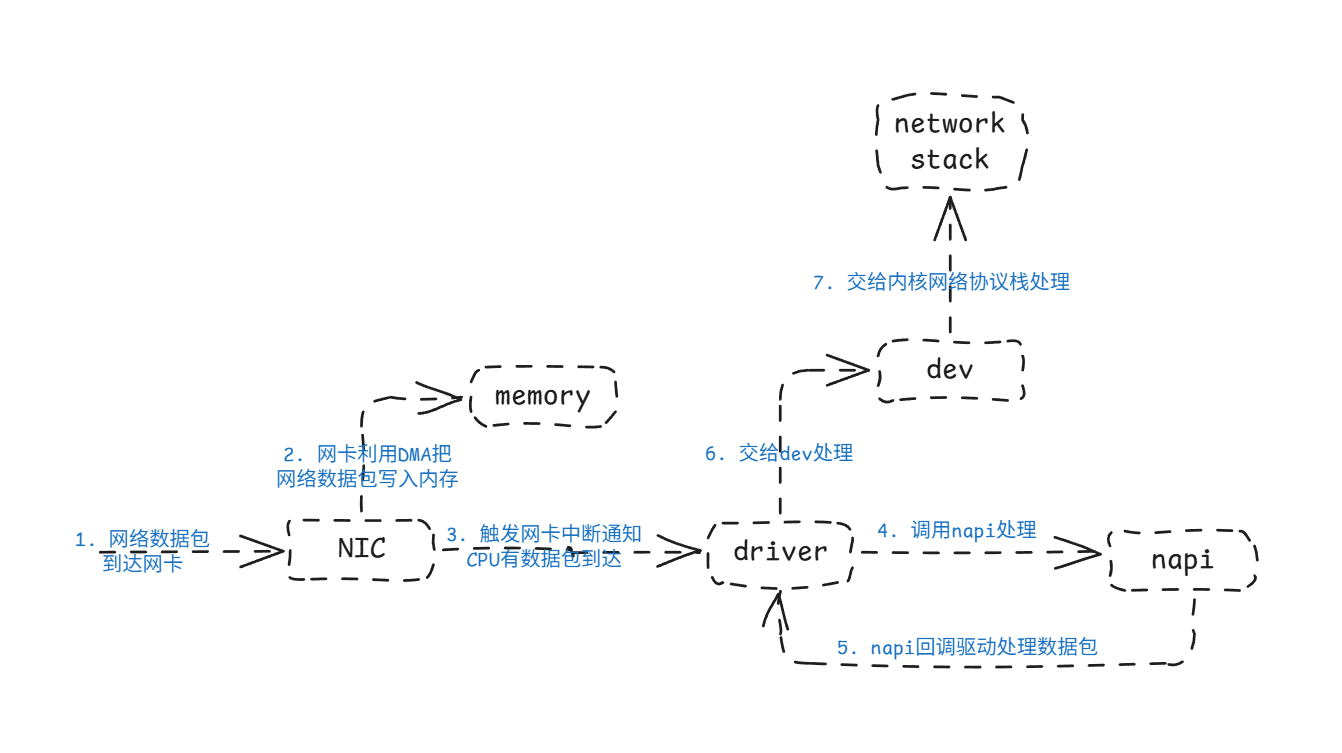 network
stack
7. 交给内核网络协议栈处理
dev
memory
2. 网卡利用DMA把
网络数据包写入内存
6. 交给dev处理
1. 网络数据包
到达网卡
NIC
3. 触发网卡中断通知
CPU有数据包到达
driver
4. 调用napi处理
napi
5. napi回调驱动处理数据包